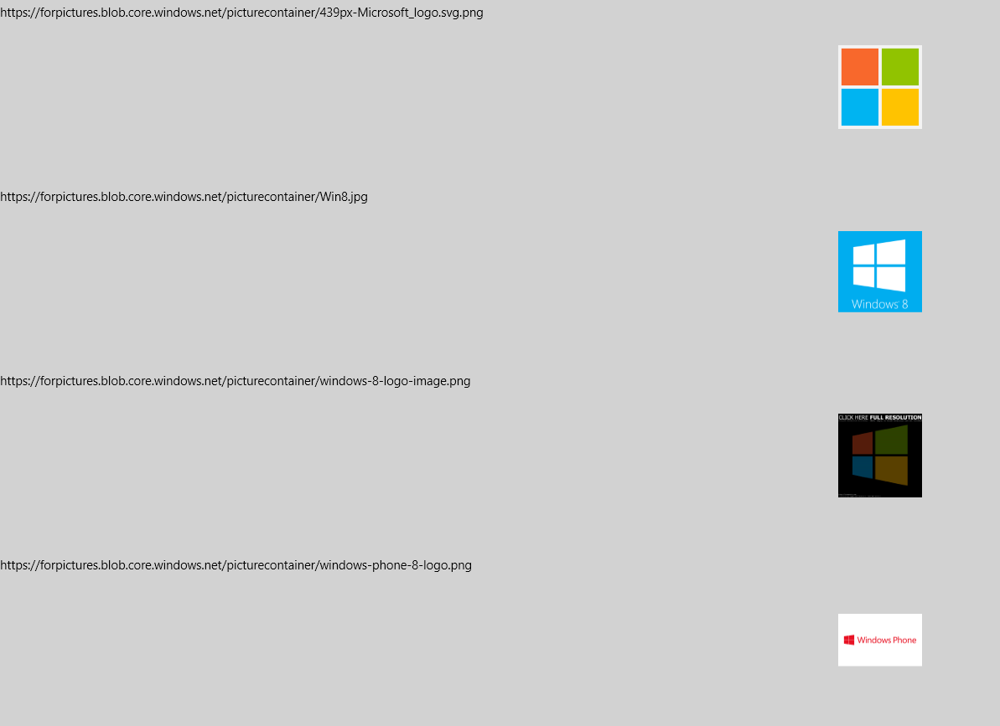 https://forpictures.blob.core.windows.net/picturecontainer/439px-Microsoft_logo.svg.png
https://forpictures.blob.core.windows.net/picturecontainer/Win8.jpg
Windows 8
https://forpictures.blob.core.windows.net/picturecontainer/windows-8-logo-image.png
CLICK HERE FULL RESOLUTION
https://forpictures.blob.core.windows.net/picturecontainer/windows-phone-8-logo.png
Windows Phone